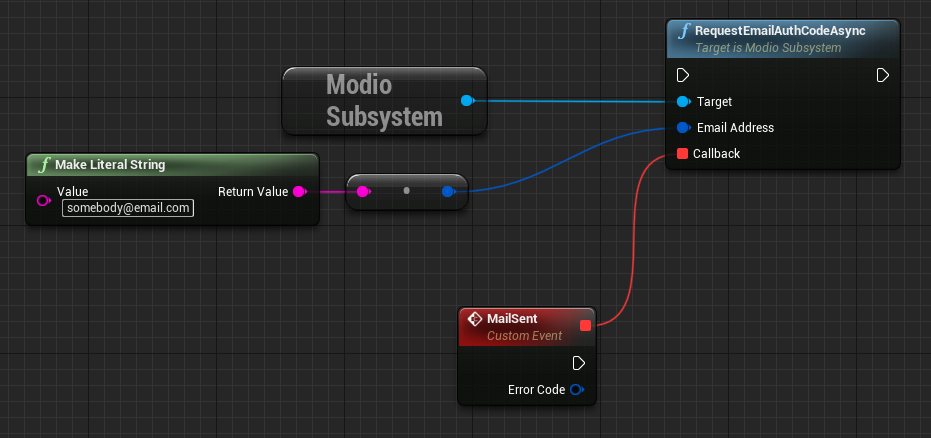 f RequestEmailAuthCodeAsync
Target is Modio Subsystem
Target
Email Address
Callback
Modio
Subsystem
f Make Literal String
Value
somebody@email.com
Return Value
MailSent
Custom Event
Error Code